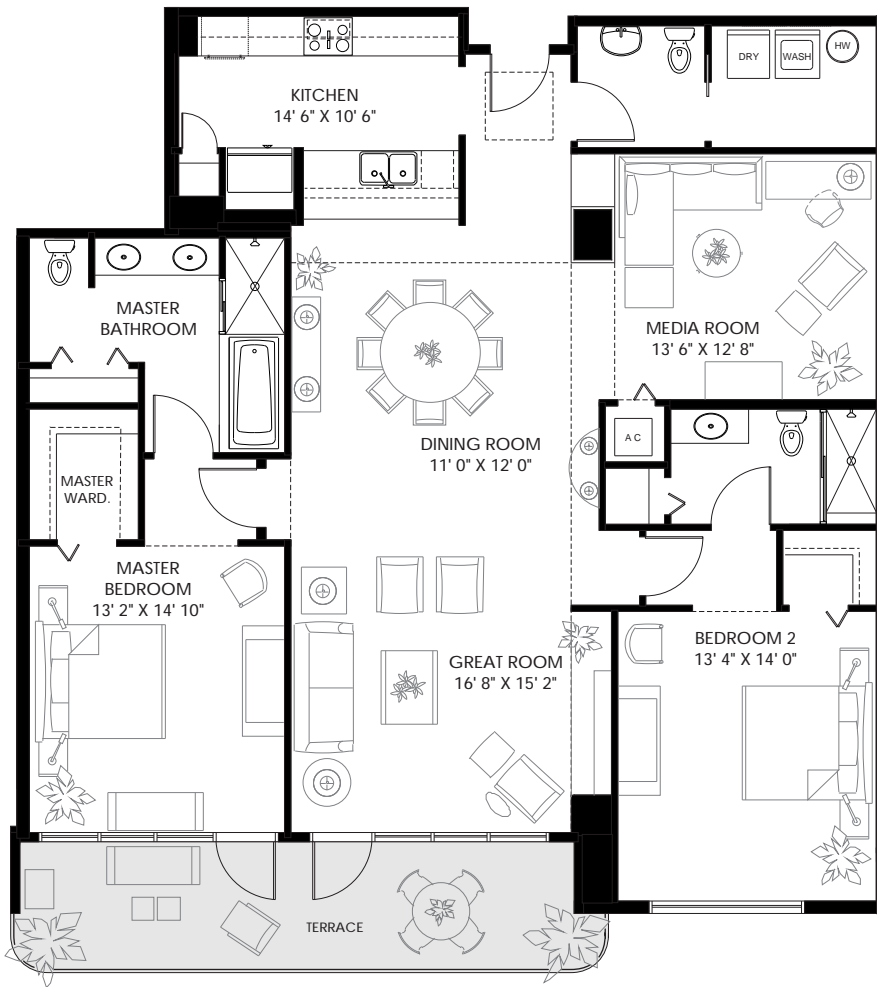 KITCHEN
14' 6" X 10' 6"
DRY
WASH
HW
MASTER
BATHROOM
MEDIA ROOM
13' 6" X 12' 8"
DINING ROOM
11' 0" X 12' 0"
A C
MASTER
WARD.
MASTER
BEDROOM
13' 2" X 14' 10"
GREAT ROOM
16' 8" X 15' 2"
BEDROOM 2
13' 4" X 14' 0"
TERRACE